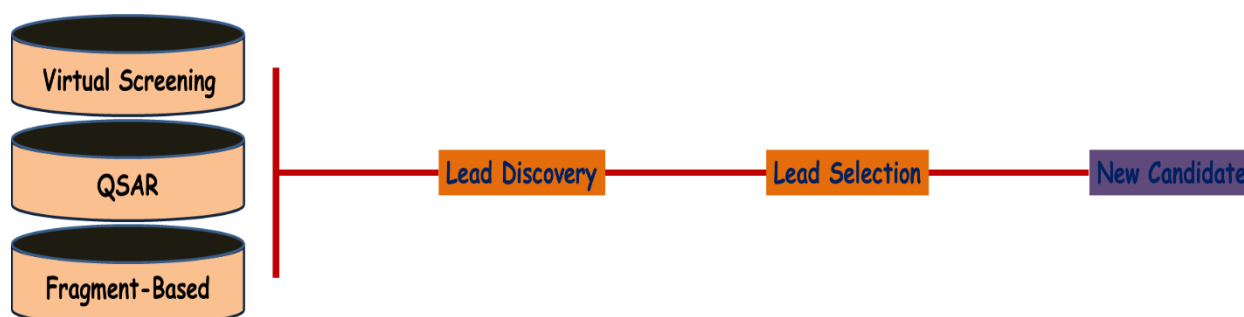 Virtual Screening
QSAR
Fragment-Based
Lead Discovery
Lead Selection
New Candidate